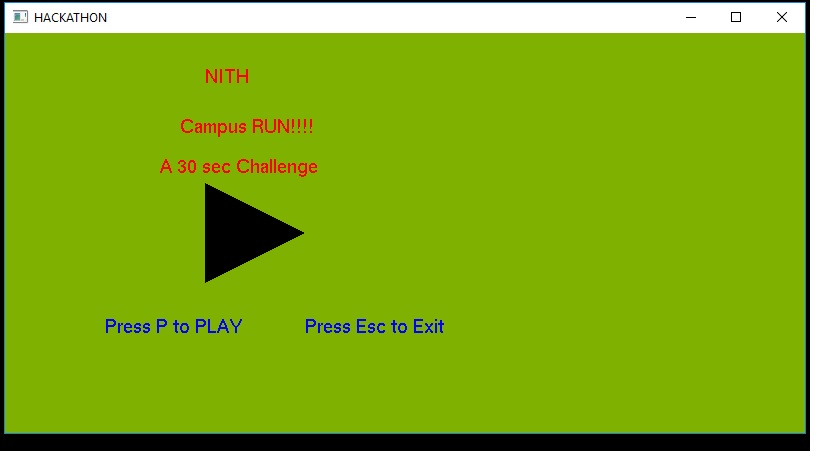 HACKATHON
NITH
Campus RUN!!!!
A 30 sec Challenge
Press P to PLAY Press Esc to Exit